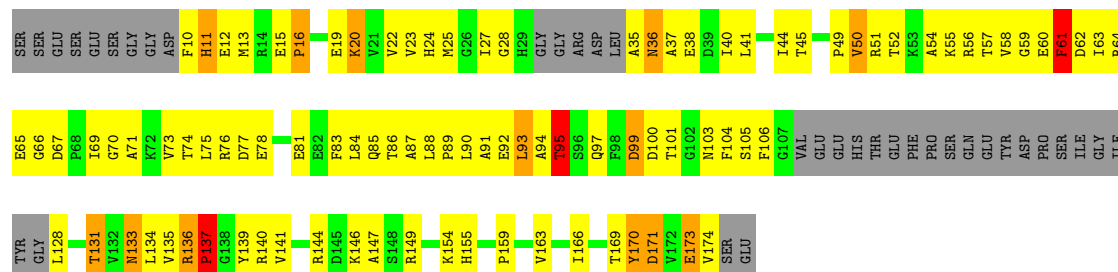 SER SER GLU SER GLU SER GLY GLY ASP F10 H11 E12 M13 R14 E15 P16 E19 K20 V21 V22 V23 H24 M25 G26 I27 G28 H29 GLY GLY ARG ASP LEU A35 N36 A37 E38 D39 T40 L41 I44 T45 P49 V50 R51 T52 K53 A54 K55 R56 T57 V58 G59 E60 F61 D62 I63 R64
E65 G66 D67 P68 I69 G70 A71 K72 V73 T74 L75 R76 D77 E78 E81 E82 F83 L84 Q85 T86 A87 L88 P89 L90 A91 E92 L93 A94 T95 S96 Q97 F98 D99 D100 T101 G102 N103 F104 S105 F106 G107 VAL GLU GLU HIS THR GLU PHE PRO SER GLN GLU TYR ASP PRO SER ILE GLY ILE
TYR GLY L128 T131 V132 N133 L134 V135 R136 P137 G138 Y139 R140 V141 R144 D145 K146 A147 S148 R149 K154 H155 P159 V163 I166 T169 Y170 D171 V172 E173 V174 SER GLU